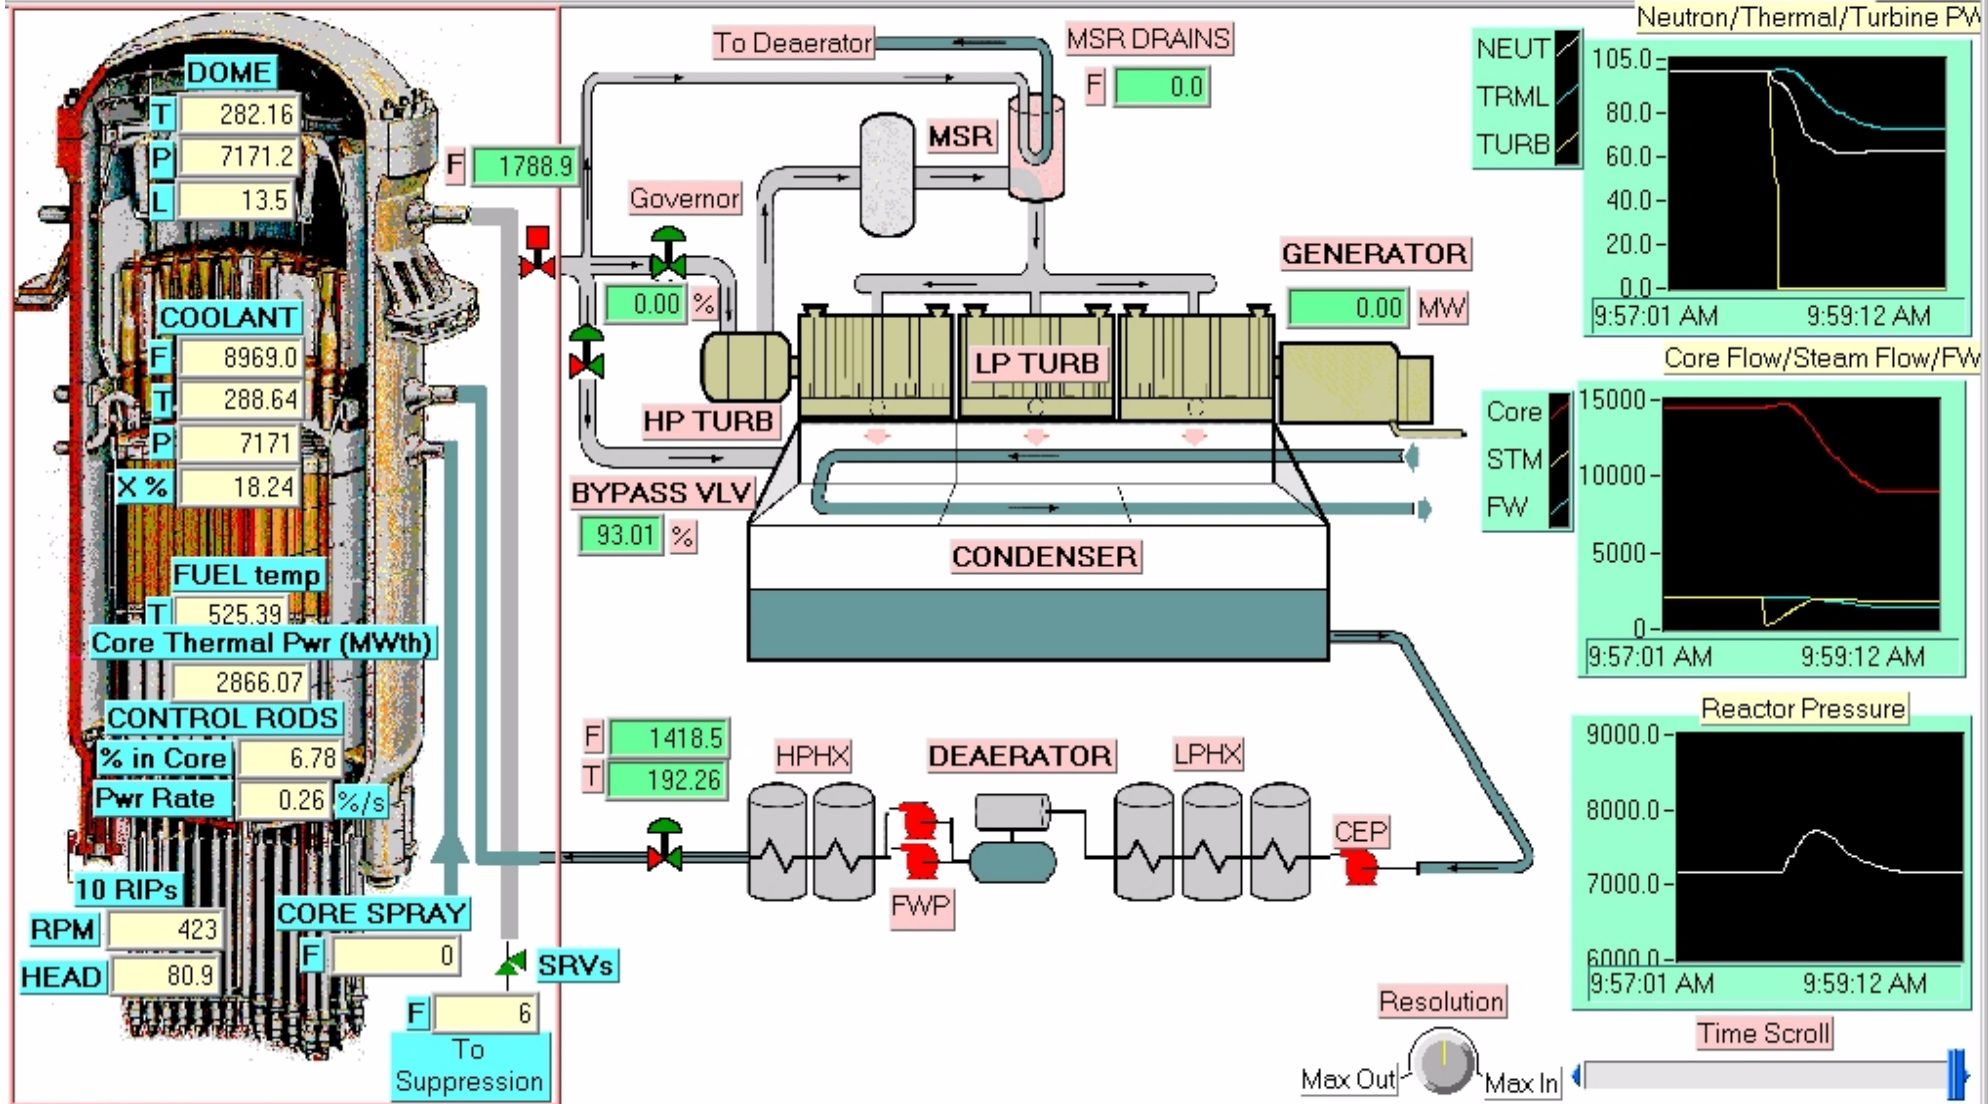 DOME
T 282.16
P 7171.2
L 13.5
COOLANT
F 8969.0
T 288.64
P 7171
X % 18.24
FUEL temp
T 525.39
Core Thermal Pwr (MWth)
2866.07
CONTROL RODS
% in Core 6.78
Pwr Rate 0.26 %/s
10 RIPs
RPM 423
HEAD 80.9
CORE SPRAY
F 0
SRVs
F 6
To
Suppression
To Deaerator
MSR DRAINS
F 0.0
F 1788.9
MSR
Governor
0.00 %
GENERATOR
0.00 MW
HP TURB
LP TURB
BYPASS VLV
93.01 %
CONDENSER
F 1418.5
T 192.26
HPHX
DEAERATOR
LPHX
FWP
CEP
Neutron/Thermal/Turbine PW
NEUT
TRML
TURB
105.0
80.0
60.0
40.0
20.0
0.0
9:57:01 AM 9:59:12 AM
Core Flow/Steam Flow/FW
Core
STM
FW
15000
10000
5000
0
9:57:01 AM 9:59:12 AM
Reactor Pressure
9000.0
8000.0
7000.0
6000.0
9:57:01 AM 9:59:12 AM
Resolution
Max Out
Max In
Time Scroll